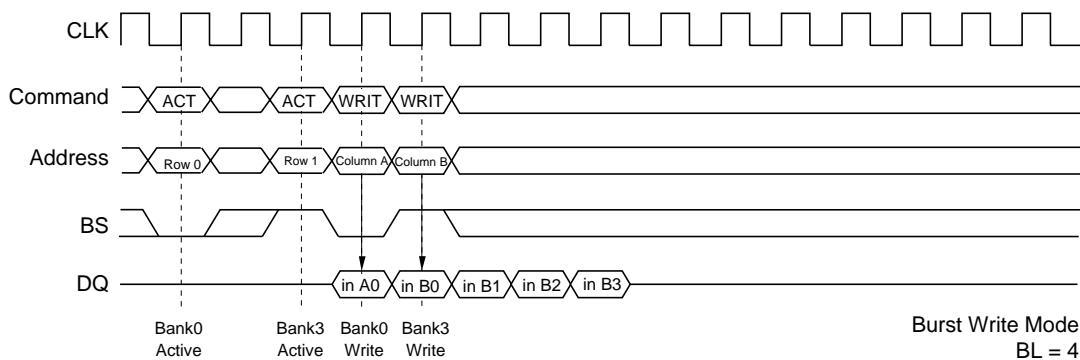 CLK
Command ACT ACT WRIT WRIT
Address Row 0 Row 1 Column A Column B
BS
DQ in A0 in B0 in B1 in B2 in B3
Bank0 Bank3 Bank0 Bank3
Active Active Write Write
Burst Write Mode
BL = 4